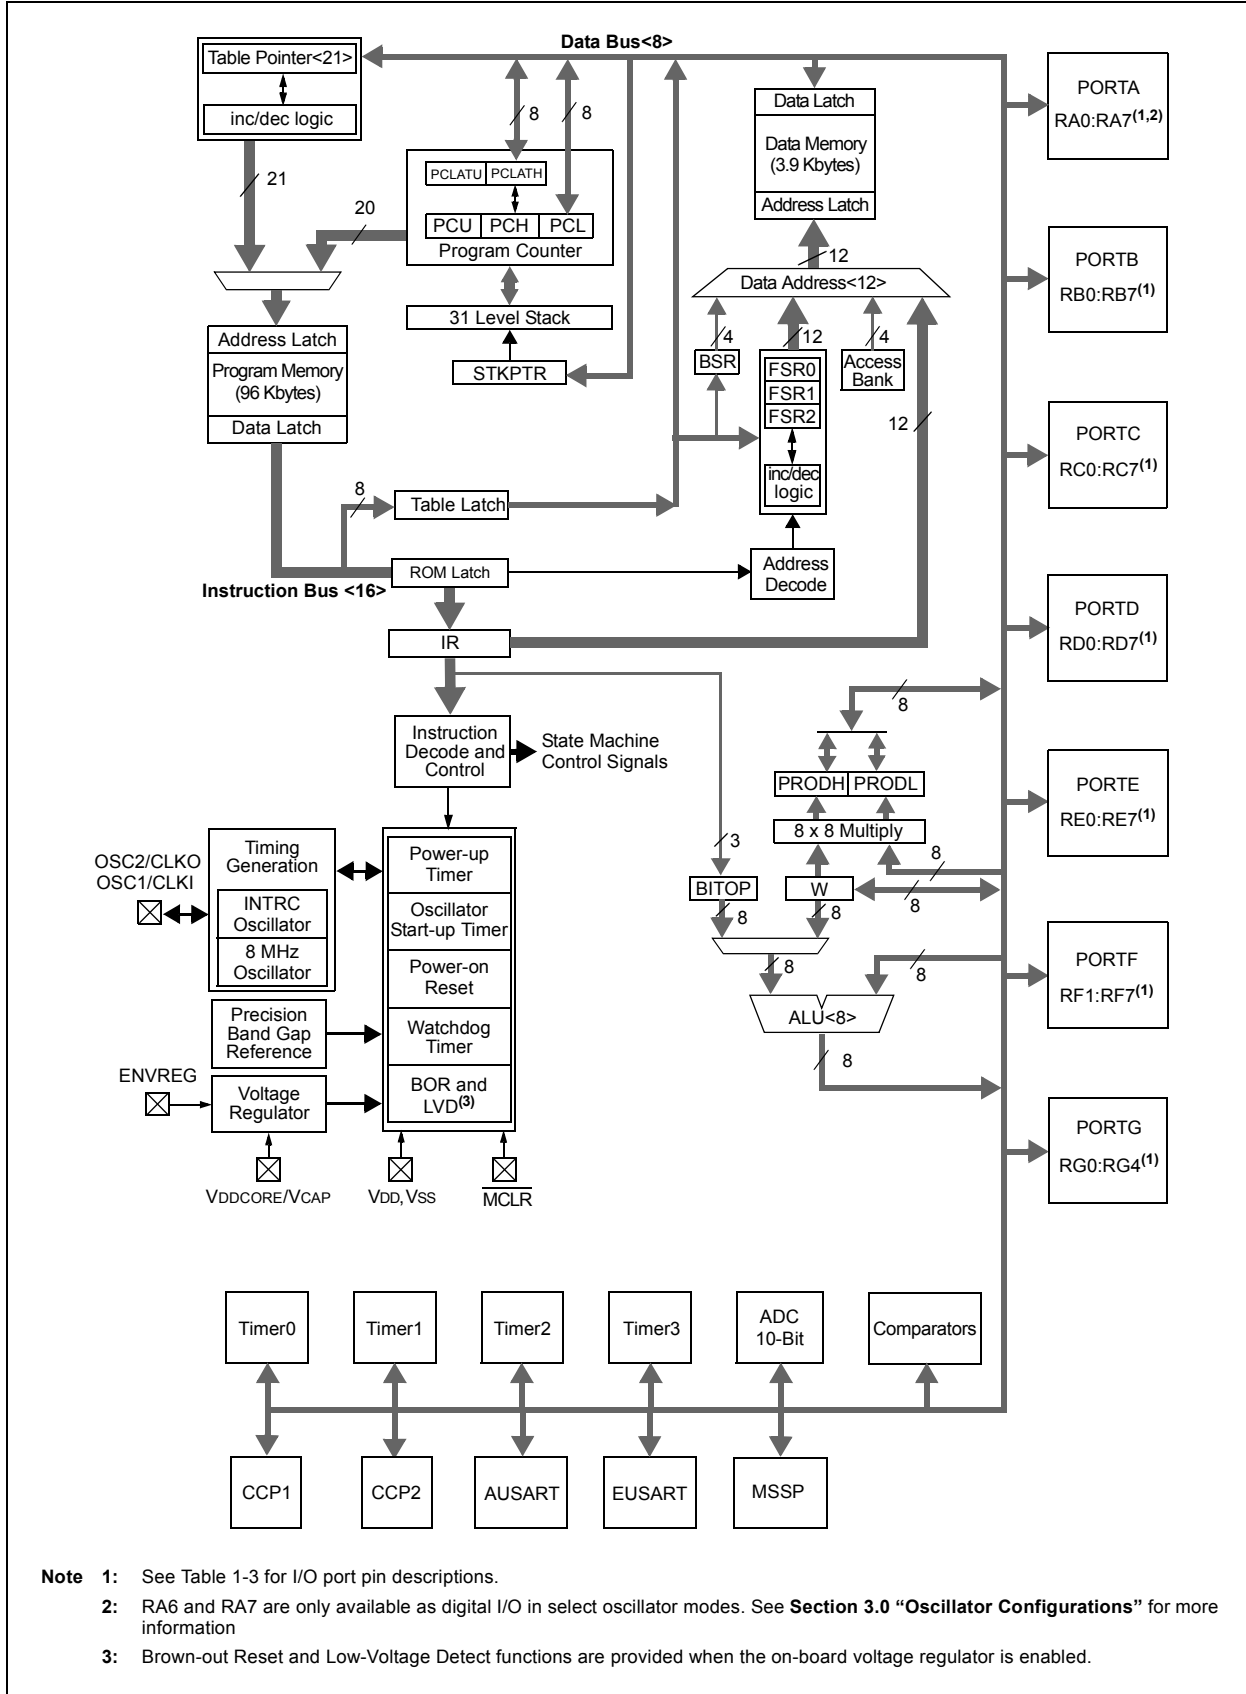 Data Bus<8>
Table Pointer<21>
inc/dec logic
21
20
8
8
PCLATU
PCLATH
PCU
PCH
PCL
Program Counter
31 Level Stack
STKPTR
Data Latch
Data Memory
(3.9 Kbytes)
Address Latch
12
Data Address<12>
4
12
4
BSR
FSR0
FSR1
FSR2
inc/dec
logic
Access
Bank
12
Address Latch
Program Memory
(96 Kbytes)
Data Latch
8
Table Latch
ROM Latch
Instruction Bus <16>
Address
Decode
IR
Instruction
Decode and
Control
State Machine
Control Signals
8
PRODH
PRODL
8 x 8 Multiply
3
8
BITOP
W
8
8
8
8
8
ALU<8>
8
OSC2/CLKO
OSC1/CLKI
Timing
Generation
INTRC
Oscillator
8 MHz
Oscillator
Power-up
Timer
Oscillator
Start-up Timer
Power-on
Reset
Watchdog
Timer
BOR and
LVD(3)
Precision
Band Gap
Reference
ENVREG
Voltage
Regulator
VDDCORE/VCAP
VDD, VSS
MCLR
PORTA
RA0:RA7(1,2)
PORTB
RB0:RB7(1)
PORTC
RC0:RC7(1)
PORTD
RD0:RD7(1)
PORTE
RE0:RE7(1)
PORTF
RF1:RF7(1)
PORTG
RG0:RG4(1)
Timer0
Timer1
Timer2
Timer3
ADC
10-Bit
Comparators
CCP1
CCP2
AUSART
EUSART
MSSP
Note 1: See Table 1-3 for I/O port pin descriptions.
2: RA6 and RA7 are only available as digital I/O in select oscillator modes. See Section 3.0 “Oscillator Configurations” for more
information
3: Brown-out Reset and Low-Voltage Detect functions are provided when the on-board voltage regulator is enabled.